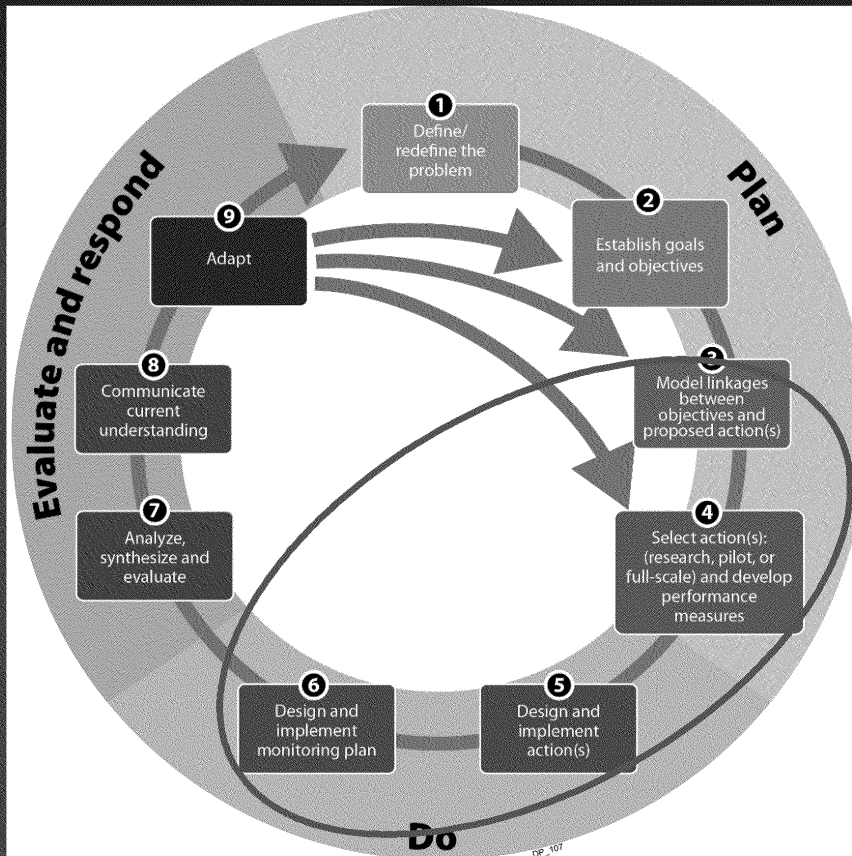 1
Define/
redefine the
problem
2
Establish goals
and objectives
3
Model linkages
between
objectives and
proposed action(s)
4
Select action(s):
(research, pilot, or
full-scale) and develop
performance
measures
5
Design and
implement
action(s)
6
Design and
implement
monitoring plan
7
Analyze,
synthesize and
evaluate
8
Communicate
current
understanding
9
Adapt
Plan
Do
Evaluate and respond
DP_107